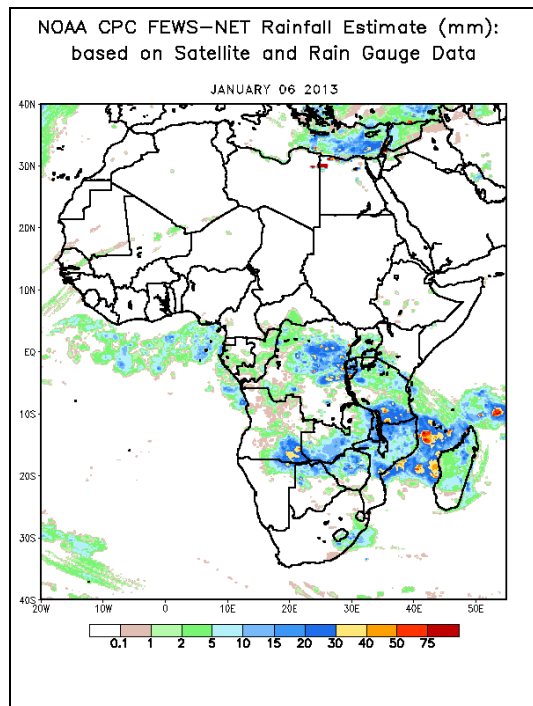 NOAA CPC FEWS-NET Rainfall Estimate (mm):
based on Satellite and Rain Gauge Data
JANUARY 06 2013
40N
30N
20N
10N
EQ
10S
20S
30S
40S
20W 10W 0 10E 20E 30E 40E 50E
0.1 1 2 5 10 15 20 30 40 50 75